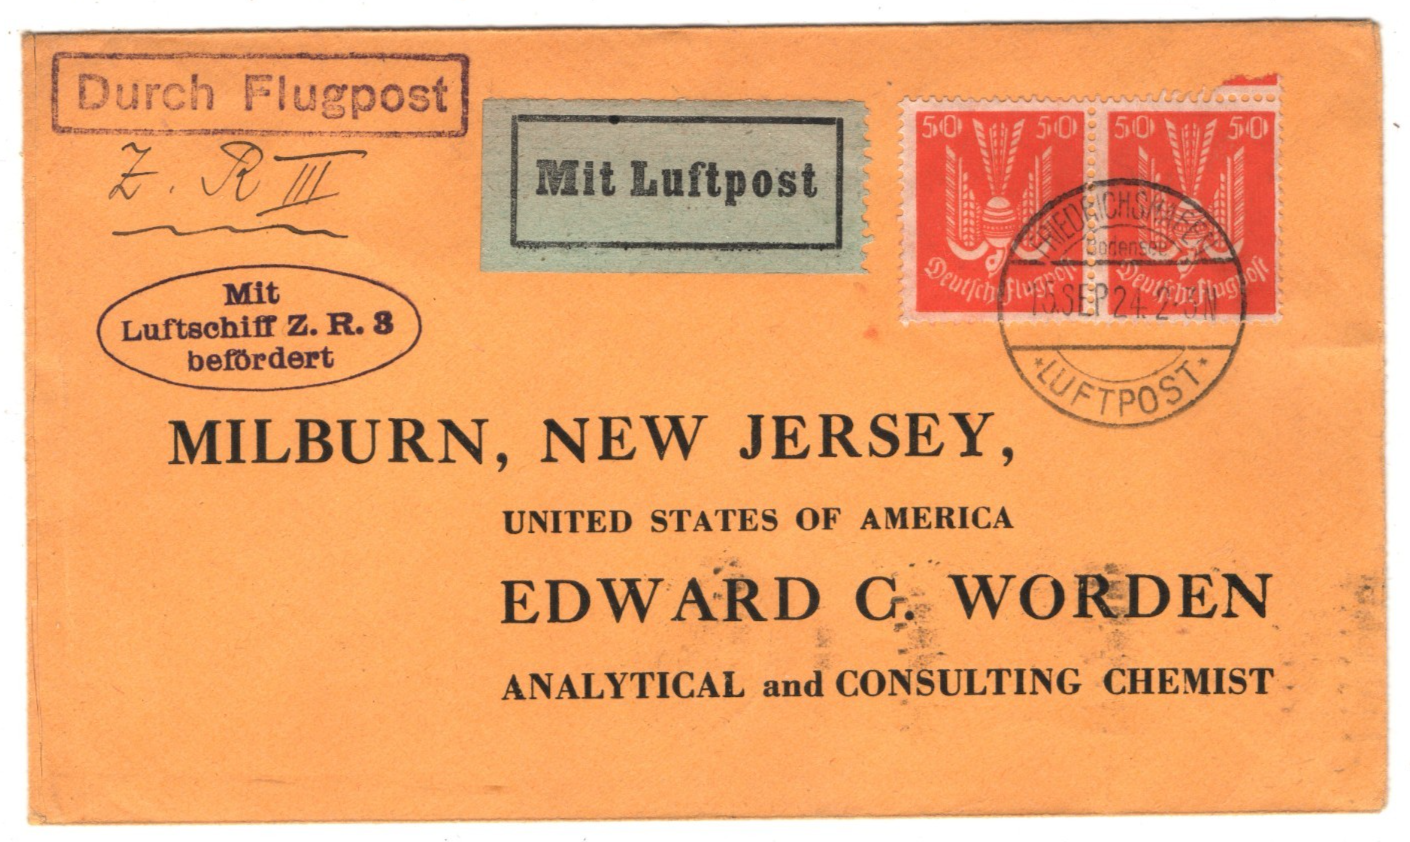 Durch Flugpost
Z. R III
Mit Luftpost
50 50 50 50
Deutsche Flugpost Deutsche Flugpost
FRIEDRICHSHAFEN
Bodensee
SEP 24. 2-3N
*LUFTPOST*
Mit
Luftschiff Z. R. 3
befördert
MILBURN, NEW JERSEY,
UNITED STATES OF AMERICA
EDWARD C. WORDEN
ANALYTICAL and CONSULTING CHEMIST